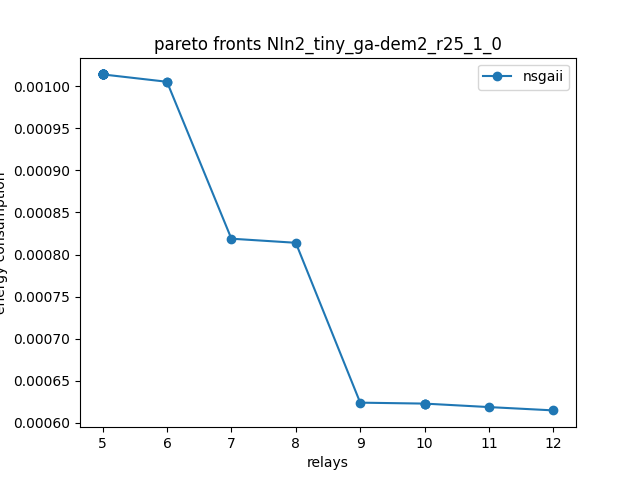 pareto fronts NIn2_tiny_ga-dem2_r25_1_0
nsgaii
0.00100
0.00095
0.00090
0.00085
0.00080
0.00075
0.00070
0.00065
0.00060
energy consumption
5 6 7 8 9 10 11 12
relays